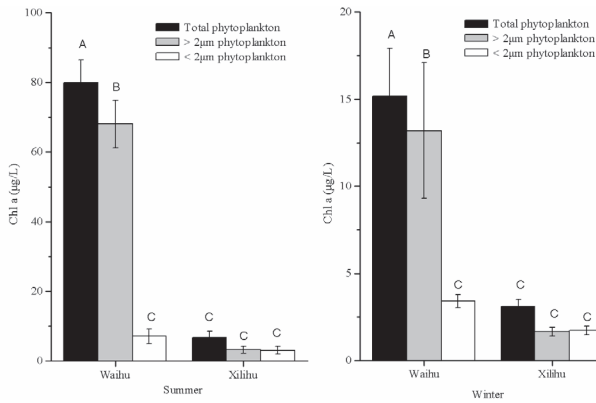 Total phytoplankton
> 2μm phytoplankton
< 2μm phytoplankton
100
80
60
40
20
0
Chl a (μg/L)
A
B
C
C
C
C
Waihu
Xilihu
Summer
Total phytoplankton
> 2μm phytoplankton
< 2μm phytoplankton
20
15
10
5
0
Chl a (μg/L)
A
B
C
C
C
C
Waihu
Xilihu
Winter